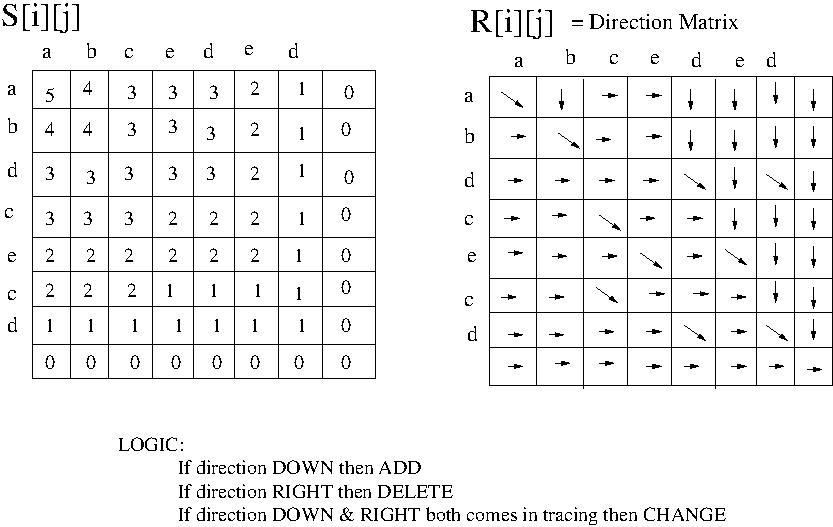 S[i][j]
R[i][j] = Direction Matrix
a b c e d e d
a b c e d e d
a 5 4 3 3 3 2 1 0
b 4 4 3 3 3 2 1 0
d 3 3 3 3 3 2 1 0
c 3 3 3 2 2 2 1 0
e 2 2 2 2 2 2 1 0
c 2 2 2 1 1 1 1 0
d 1 1 1 1 1 1 1 0
0 0 0 0 0 0 0 0
a
b
d
c
e
c
d
LOGIC:
If direction DOWN then ADD
If direction RIGHT then DELETE
If direction DOWN & RIGHT both comes in tracing then CHANGE